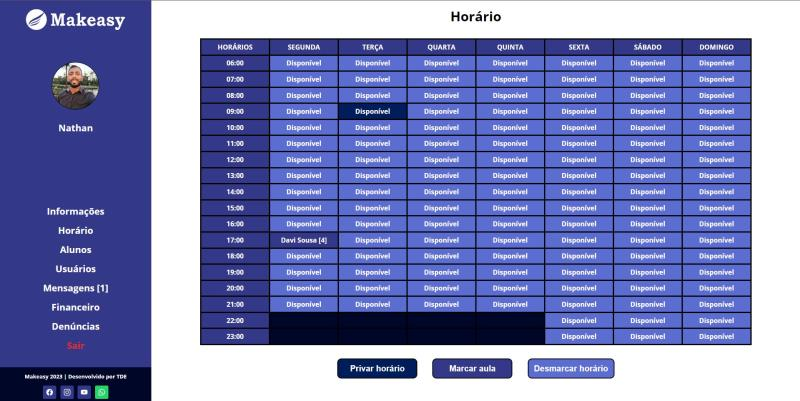 Makeasy
Nathan
Informações
Horário
Alunos
Usuários
Mensagens [1]
Financeiro
Denúncias
Sair
Makeasy 2023 | Desenvolvido por TDE
Horário
HORÁRIOS SEGUNDA TERÇA QUARTA QUINTA SEXTA SÁBADO DOMINGO
06:00 Disponível Disponível Disponível Disponível Disponível Disponível Disponível
07:00 Disponível Disponível Disponível Disponível Disponível Disponível Disponível
08:00 Disponível Disponível Disponível Disponível Disponível Disponível Disponível
09:00 Disponível Disponível Disponível Disponível Disponível Disponível Disponível
10:00 Disponível Disponível Disponível Disponível Disponível Disponível Disponível
11:00 Disponível Disponível Disponível Disponível Disponível Disponível Disponível
12:00 Disponível Disponível Disponível Disponível Disponível Disponível Disponível
13:00 Disponível Disponível Disponível Disponível Disponível Disponível Disponível
14:00 Disponível Disponível Disponível Disponível Disponível Disponível Disponível
15:00 Disponível Disponível Disponível Disponível Disponível Disponível Disponível
16:00 Disponível Disponível Disponível Disponível Disponível Disponível Disponível
17:00 Davi Sousa [4] Disponível Disponível Disponível Disponível Disponível Disponível
18:00 Disponível Disponível Disponível Disponível Disponível Disponível Disponível
19:00 Disponível Disponível Disponível Disponível Disponível Disponível Disponível
20:00 Disponível Disponível Disponível Disponível Disponível Disponível Disponível
21:00 Disponível Disponível Disponível Disponível Disponível Disponível Disponível
22:00 Disponível Disponível Disponível
23:00 Disponível Disponível Disponível
Privar horário
Marcar aula
Desmarcar horário